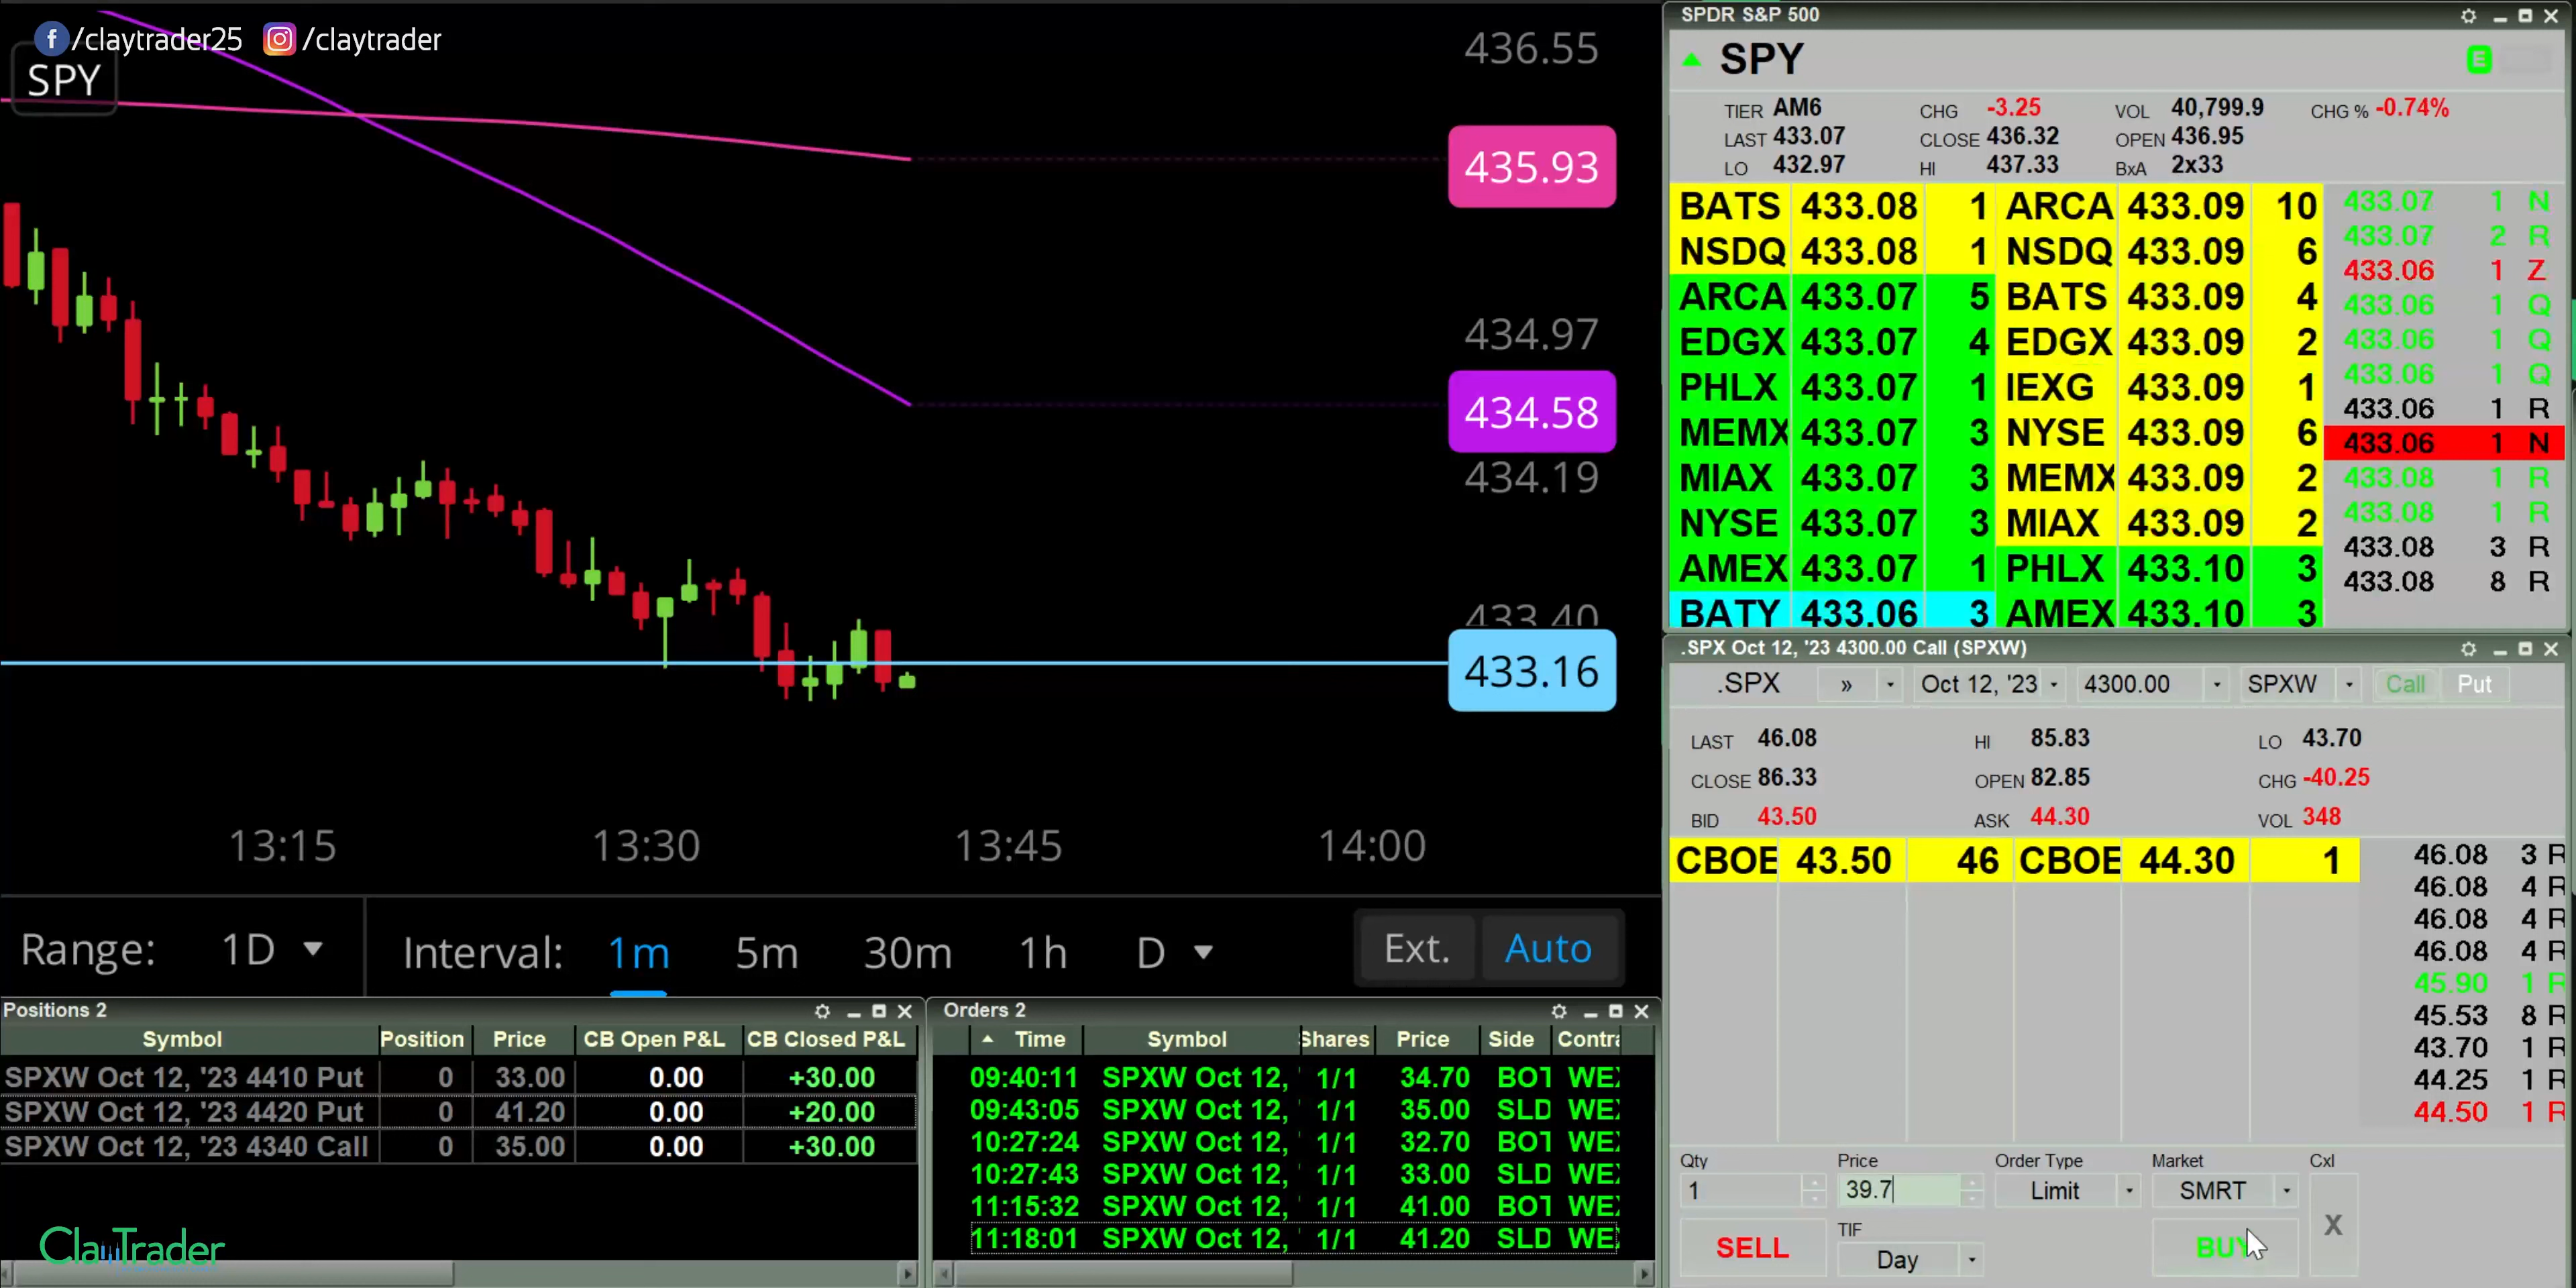 /claytrader25 /claytrader
SPY
436.55
435.93
434.97
434.58
434.19
433.40
433.16
13:15 13:30 13:45 14:00
Range: 1D Interval: 1m 5m 30m 1h D Ext. Auto
Positions 2
Symbol Position Price CB Open P&L CB Closed P&L
SPXW Oct 12, '23 4410 Put 0 33.00 0.00 +30.00
SPXW Oct 12, '23 4420 Put 0 41.20 0.00 +20.00
SPXW Oct 12, '23 4340 Call 0 35.00 0.00 +30.00
ClayTrader
Orders 2
Time Symbol Shares Price Side Contra
09:40:11 SPXW Oct 12, ' 1/1 34.70 BOT WEX
09:43:05 SPXW Oct 12, ' 1/1 35.00 SLD WEX
10:27:24 SPXW Oct 12, ' 1/1 32.70 BOT WEX
10:27:43 SPXW Oct 12, ' 1/1 33.00 SLD WEX
11:15:32 SPXW Oct 12, ' 1/1 41.00 BOT WEX
11:18:01 SPXW Oct 12, ' 1/1 41.20 SLD WEX
SPDR S&P 500
SPY E
TIER AM6 CHG -3.25 VOL 40,799.9 CHG % -0.74%
LAST 433.07 CLOSE 436.32 OPEN 436.95
LO 432.97 HI 437.33 BxA 2x33
BATS 433.08 1 ARCA 433.09 10
NSDQ 433.08 1 NSDQ 433.09 6
ARCA 433.07 5 BATS 433.09 4
EDGX 433.07 4 EDGX 433.09 2
PHLX 433.07 1 IEXG 433.09 1
MEMX 433.07 3 NYSE 433.09 6
MIAX 433.07 3 MEMX 433.09 2
NYSE 433.07 3 MIAX 433.09 2
AMEX 433.07 1 PHLX 433.10 3
BATY 433.06 3 AMEX 433.10 3
433.07 1 N
433.07 2 R
433.06 1 Z
433.06 1 Q
433.06 1 Q
433.06 1 Q
433.06 1 R
433.06 1 N
433.08 1 R
433.08 1 R
433.08 3 R
433.08 8 R
.SPX Oct 12, '23 4300.00 Call (SPXW)
.SPX » Oct 12, '23 4300.00 SPXW Call Put
LAST 46.08 HI 85.83 LO 43.70
CLOSE 86.33 OPEN 82.85 CHG -40.25
BID 43.50 ASK 44.30 VOL 348
CBOE 43.50 46 CBOE 44.30 1
46.08 3 R
46.08 4 R
46.08 4 R
46.08 4 R
45.90 1 R
45.53 8 R
43.70 1 R
44.25 1 R
44.50 1 R
Qty Price Order Type Market Cxl
1 39.7 Limit SMRT X
SELL TIF BUY
Day